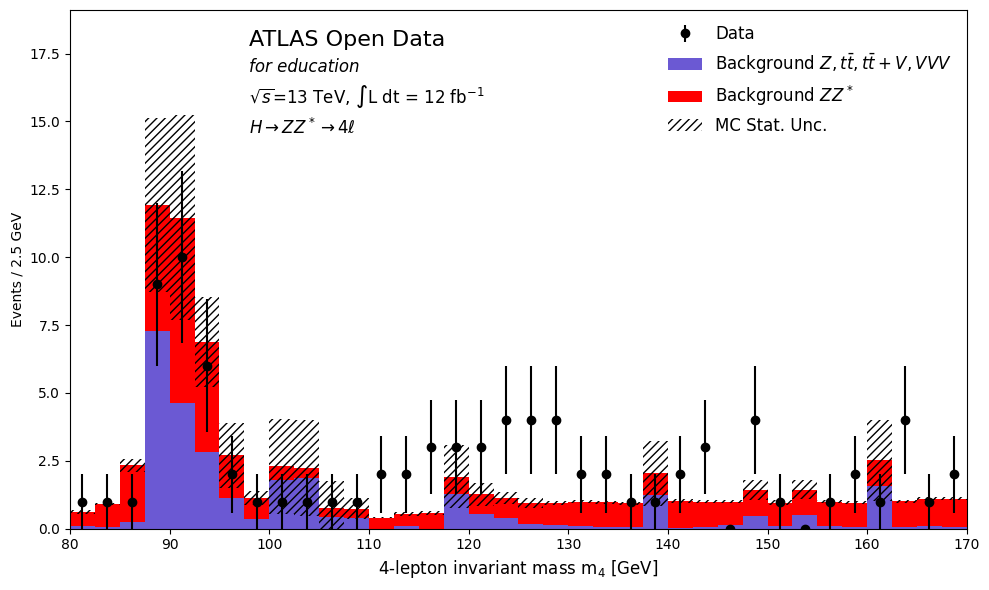 ATLAS Open Data
for education
√s=13 TeV, ∫L dt = 12 fb⁻¹
H → ZZ* → 4ℓ
Data
Background Z, tt̄, tt̄ + V, VVV
Background ZZ*
MC Stat. Unc.
Events / 2.5 GeV
17.5
15.0
12.5
10.0
7.5
5.0
2.5
0.0
80 90 100 110 120 130 140 150 160 170
4-lepton invariant mass m₄ [GeV]